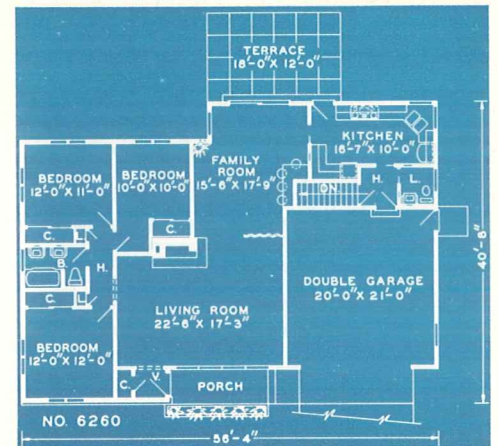 TERRACE
18'-0" X 12'-0"
KITCHEN
16'-7" X 10'-0"
BEDROOM
12'-0" X 11'-0"
BEDROOM
10'-0" X 10'-0"
FAMILY
ROOM
15'-6" X 17'-9"
DN.
H.
L.
C.
C.
L.
B.
H.
C.
DOUBLE GARAGE
20'-0" X 21'-0"
LIVING ROOM
22'-6" X 17'-3"
BEDROOM
12'-0" X 12'-0"
C.
V.
PORCH
40'-8"
NO. 6260
56'-4"